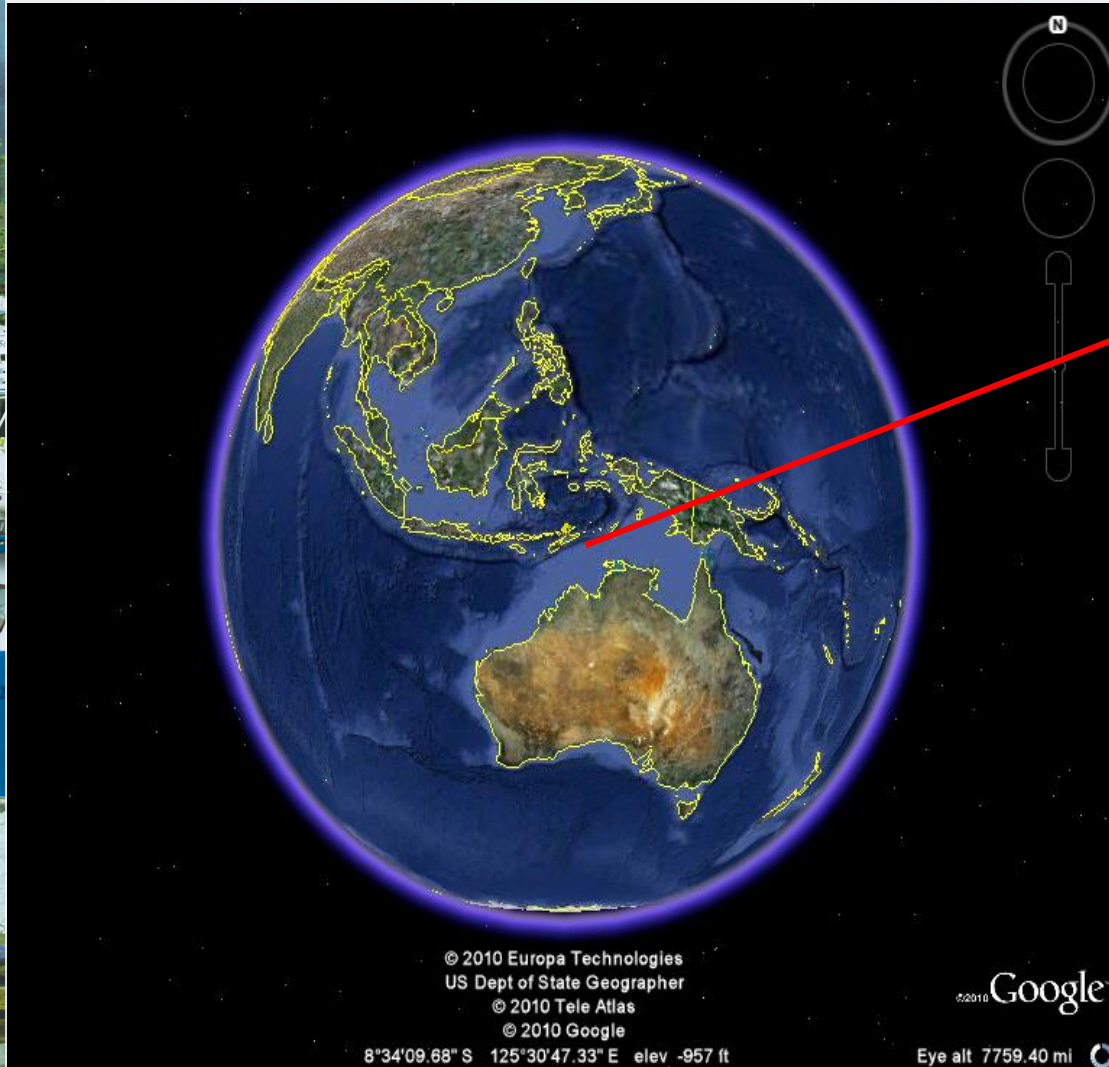 N
© 2010 Europa Technologies
US Dept of State Geographer
© 2010 Tele Atlas
© 2010 Google
©2010 Google
8°34'09.68" S 125°30'47.33" E elev -957 ft
Eye alt 7759.40 mi